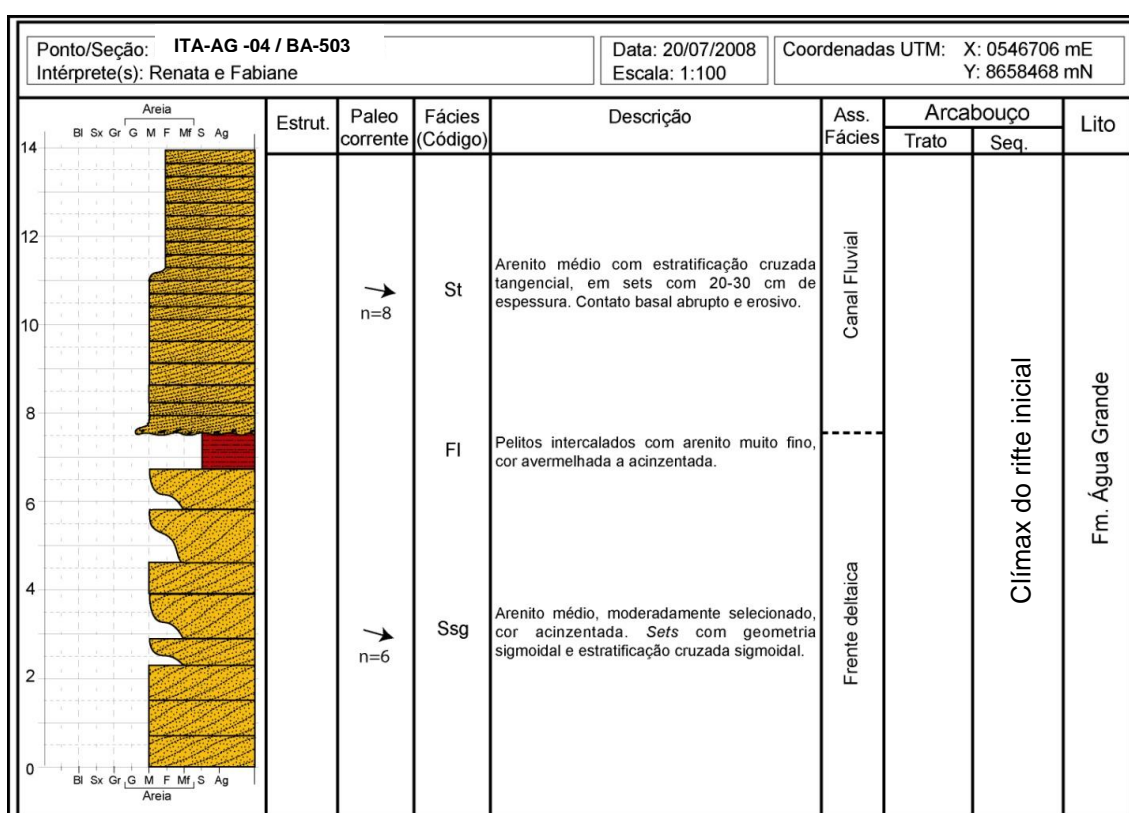 Ponto/Seção: ITA-AG -04 / BA-503
Intérprete(s): Renata e Fabiane
Data: 20/07/2008
Escala: 1:100
Coordenadas UTM: X: 0546706 mE
Y: 8658468 mN
Areia
Bl Sx Gr G M F Mf S Ag
Estrut.
Paleo
corrente
Fácies
(Código)
Descrição
Ass.
Fácies
Arcabouço
Trato
Seq.
Lito
14
12
10
8
6
4
2
0
n=8
St
Arenito médio com estratificação cruzada
tangencial, em sets com 20-30 cm de
espessura. Contato basal abrupto e erosivo.
Canal Fluvial
Fl
Pelitos intercalados com arenito muito fino,
cor avermelhada a acinzentada.
n=6
Ssg
Arenito médio, moderadamente selecionado,
cor acinzentada. Sets com geometria
sigmoidal e estratificação cruzada sigmoidal.
Frente deltaica
Clímax do rifte inicial
Fm. Água Grande
Bl Sx Gr G M F Mf S Ag
Areia